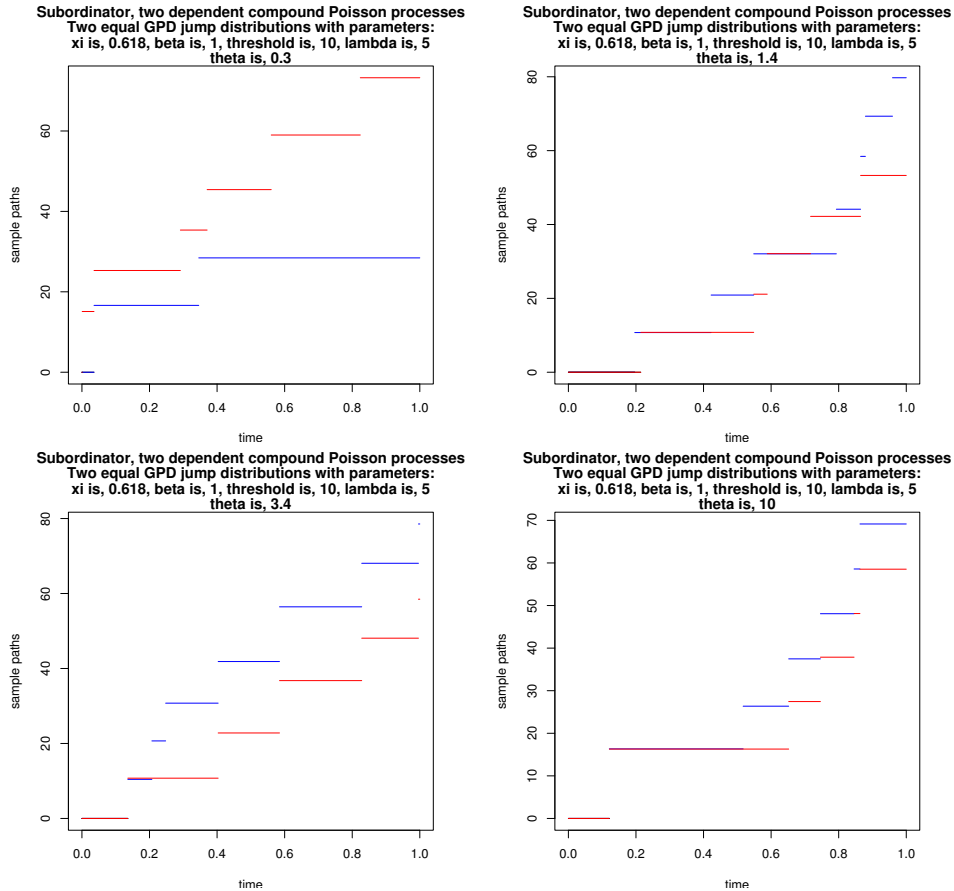 Subordinator, two dependent compound Poisson processes
Two equal GPD jump distributions with parameters:
xi is, 0.618, beta is, 1, threshold is, 10, lambda is, 5
theta is, 0.3
sample paths
60
40
20
0
0.0 0.2 0.4 0.6 0.8 1.0
time
Subordinator, two dependent compound Poisson processes
Two equal GPD jump distributions with parameters:
xi is, 0.618, beta is, 1, threshold is, 10, lambda is, 5
theta is, 1.4
sample paths
80
60
40
20
0
0.0 0.2 0.4 0.6 0.8 1.0
time
Subordinator, two dependent compound Poisson processes
Two equal GPD jump distributions with parameters:
xi is, 0.618, beta is, 1, threshold is, 10, lambda is, 5
theta is, 3.4
sample paths
80
60
40
20
0
0.0 0.2 0.4 0.6 0.8 1.0
time
Subordinator, two dependent compound Poisson processes
Two equal GPD jump distributions with parameters:
xi is, 0.618, beta is, 1, threshold is, 10, lambda is, 5
theta is, 10
sample paths
70
60
50
40
30
20
10
0
0.0 0.2 0.4 0.6 0.8 1.0
time